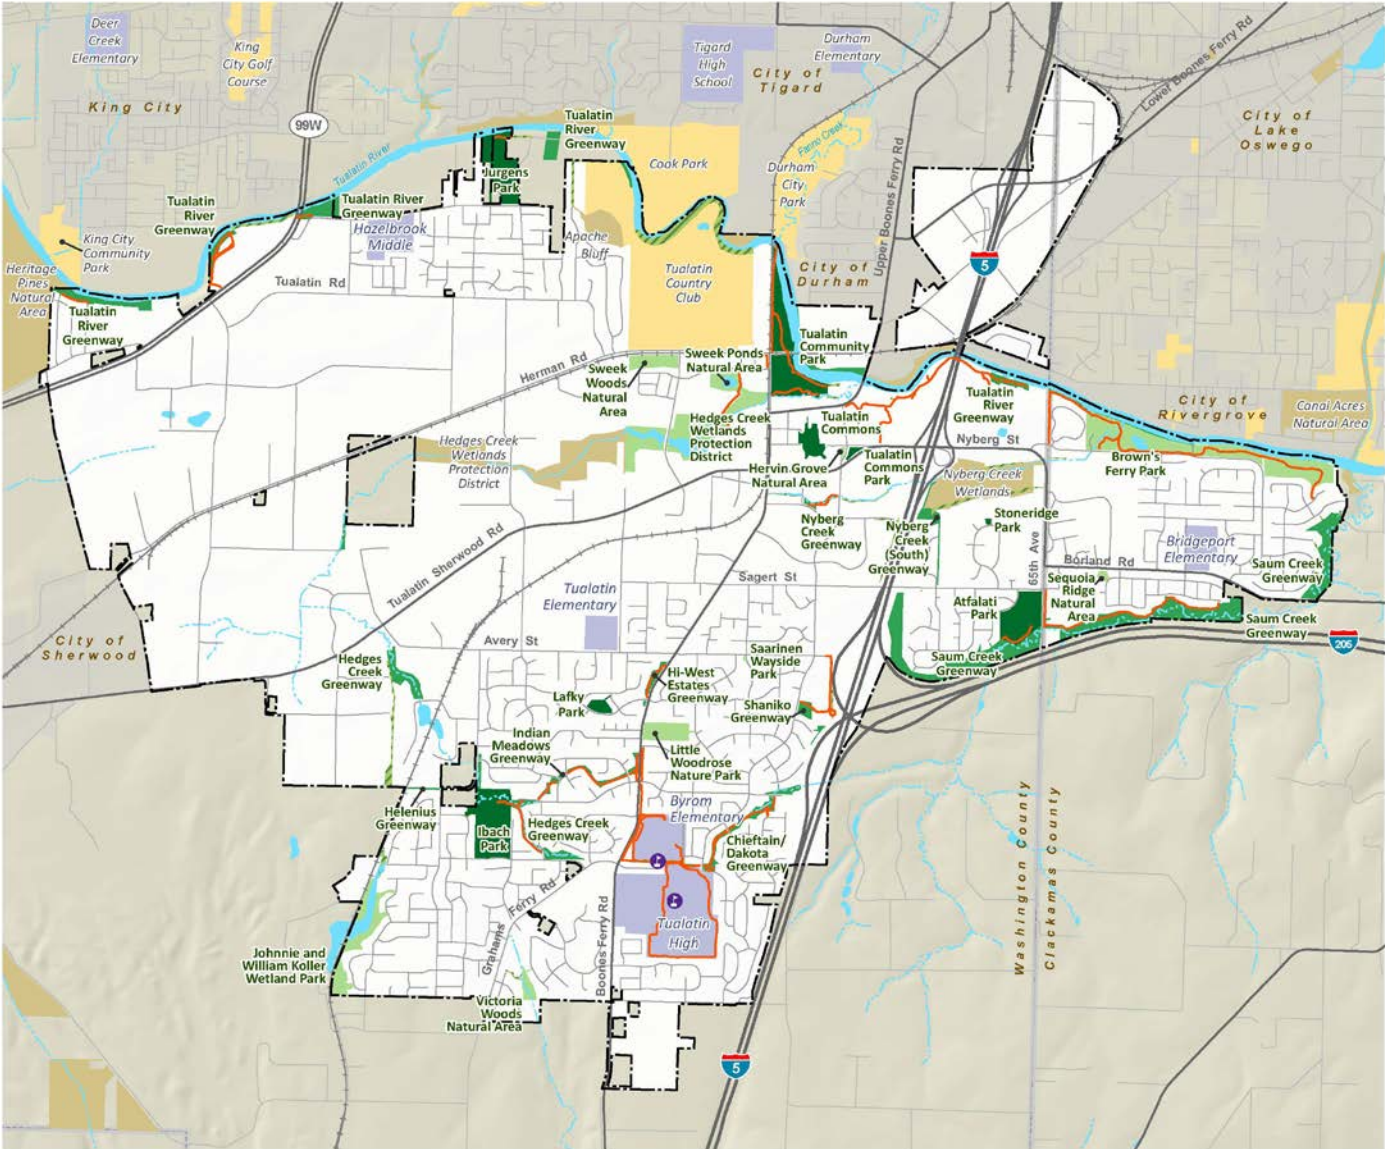 Deer
Creek
Elementary
King
City Golf
Course
King City
99W
Tualatin River
Tualatin
River
Greenway
Tigard
High
School
City of
Tigard
Durham
Elementary
Lower Boones Ferry Rd
City of
Lake
Oswego
Fanno Creek
Upper Boones Ferry Rd
Cook Park
Durham
City
Park
Jurgens
Park
Tualatin
River
Greenway
Tualatin River
Greenway
Hazelbrook
Middle
King City
Community
Park
Heritage
Pines
Natural
Area
Tualatin
River
Greenway
Tualatin Rd
Apache
Bluff
Tualatin
Country
Club
City of
Durham
5
Tualatin
Community
Park
Herman Rd
Sweek
Woods
Natural
Area
Sweek Ponds
Natural Area
Hedges Creek
Wetlands
Protection
District
Hedges Creek
Wetlands
Protection
District
Tualatin
Commons
Hervin Grove
Natural Area
Tualatin
Commons
Park
Tualatin
River
Greenway
Nyberg St
Nyberg Creek
Wetlands
City of
Rivergrove
Canal Acres
Natural Area
Brown's
Ferry Park
Nyberg
Creek
Greenway
Nyberg
Creek
(South)
Greenway
Stoneridge
Park
65th Ave
Bridgeport
Elementary
Borland Rd
Saum Creek
Greenway
Sequoia
Ridge
Natural
Area
Atfalati
Park
Saum Creek
Greenway
Saum Creek
Greenway
205
Tualatin Sherwood Rd
Tualatin
Elementary
Sagert St
Avery St
City of
Sherwood
Hedges
Creek
Greenway
Lafky
Park
Hi-West
Estates
Greenway
Saarinen
Wayside
Park
Shaniko
Greenway
Indian
Meadows
Greenway
Little
Woodrose
Nature Park
Byrom
Elementary
Helenius
Greenway
Ibach
Park
Hedges Creek
Greenway
Chieftain/
Dakota
Greenway
Grahams Ferry Rd
Boones Ferry Rd
Tualatin
High
Johnnie and
William Koller
Wetland Park
Victoria
Woods
Natural Area
Washington County
Clackamas County
5